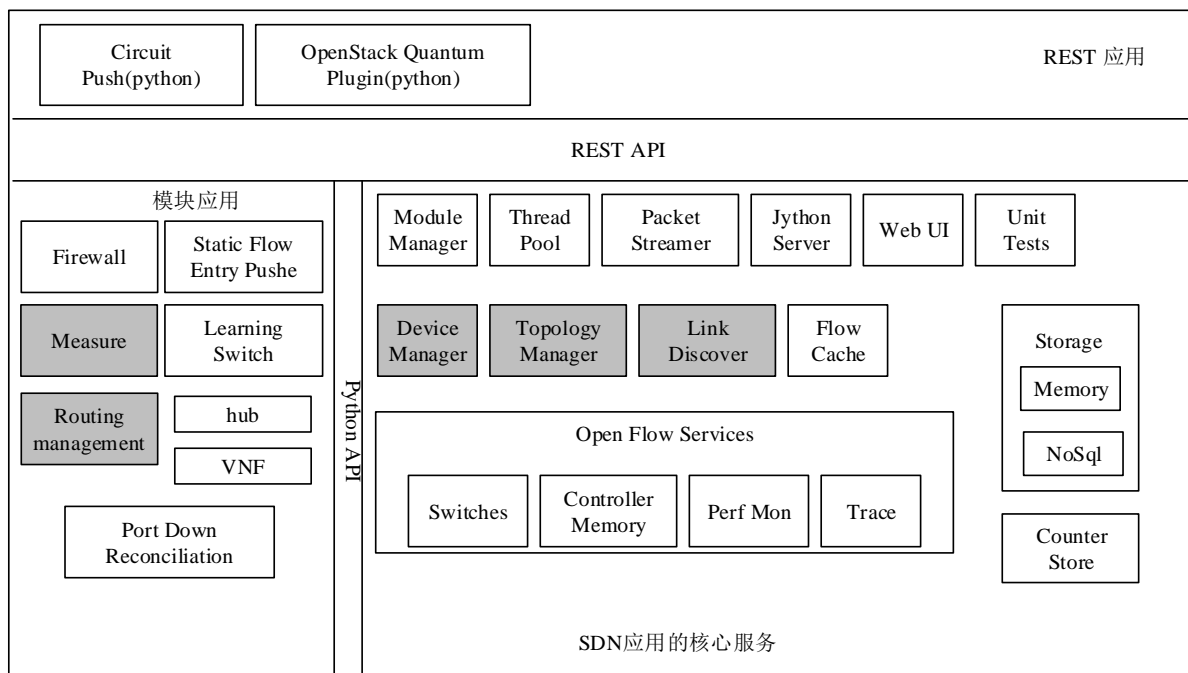 Circuit
Push(python)
OpenStack Quantum
Plugin(python)
REST 应用
REST API
模块应用
Firewall
Static Flow
Entry Pushe
Measure
Learning
Switch
Routing
management
hub
VNF
Port Down
Reconciliation
Python API
Module
Manager
Thread
Pool
Packet
Streamer
Jython
Server
Web UI
Unit
Tests
Device
Manager
Topology
Manager
Link
Discover
Flow
Cache
Storage
Memory
NoSql
Open Flow Services
Switches
Controller
Memory
Perf Mon
Trace
Counter
Store
SDN应用的核心服务